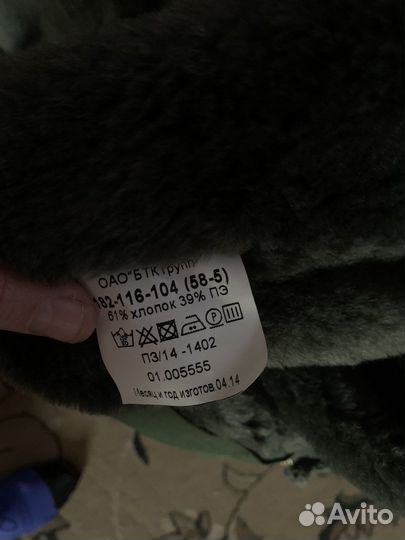 ОАО"БТК групп
182-116-104 (58-5)
61% хлопок 39% ПЭ
ПЗ/14 -1402
01.005555
Месяц и год изготов.04.14
Avito